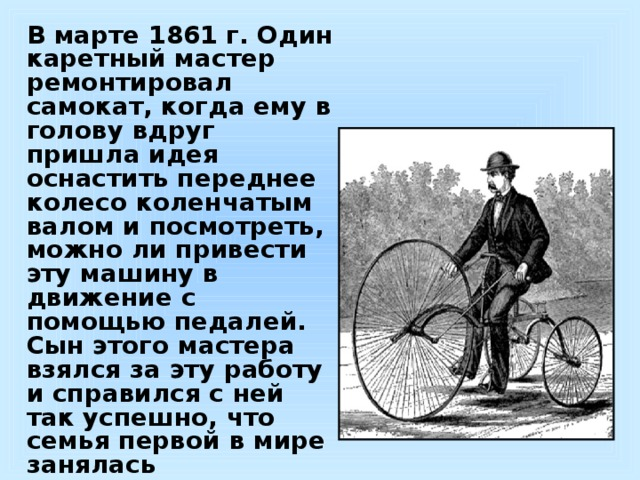 В марте 1861 г. Один
каретный мастер
ремонтировал
самокат, когда ему в
голову вдруг
пришла идея
оснастить переднее
колесо коленчатым
валом и посмотреть,
можно ли привести
эту машину в
движение с
помощью педалей.
Сын этого мастера
взялся за эту работу
и справился с ней
так успешно, что
семья первой в мире
занялась